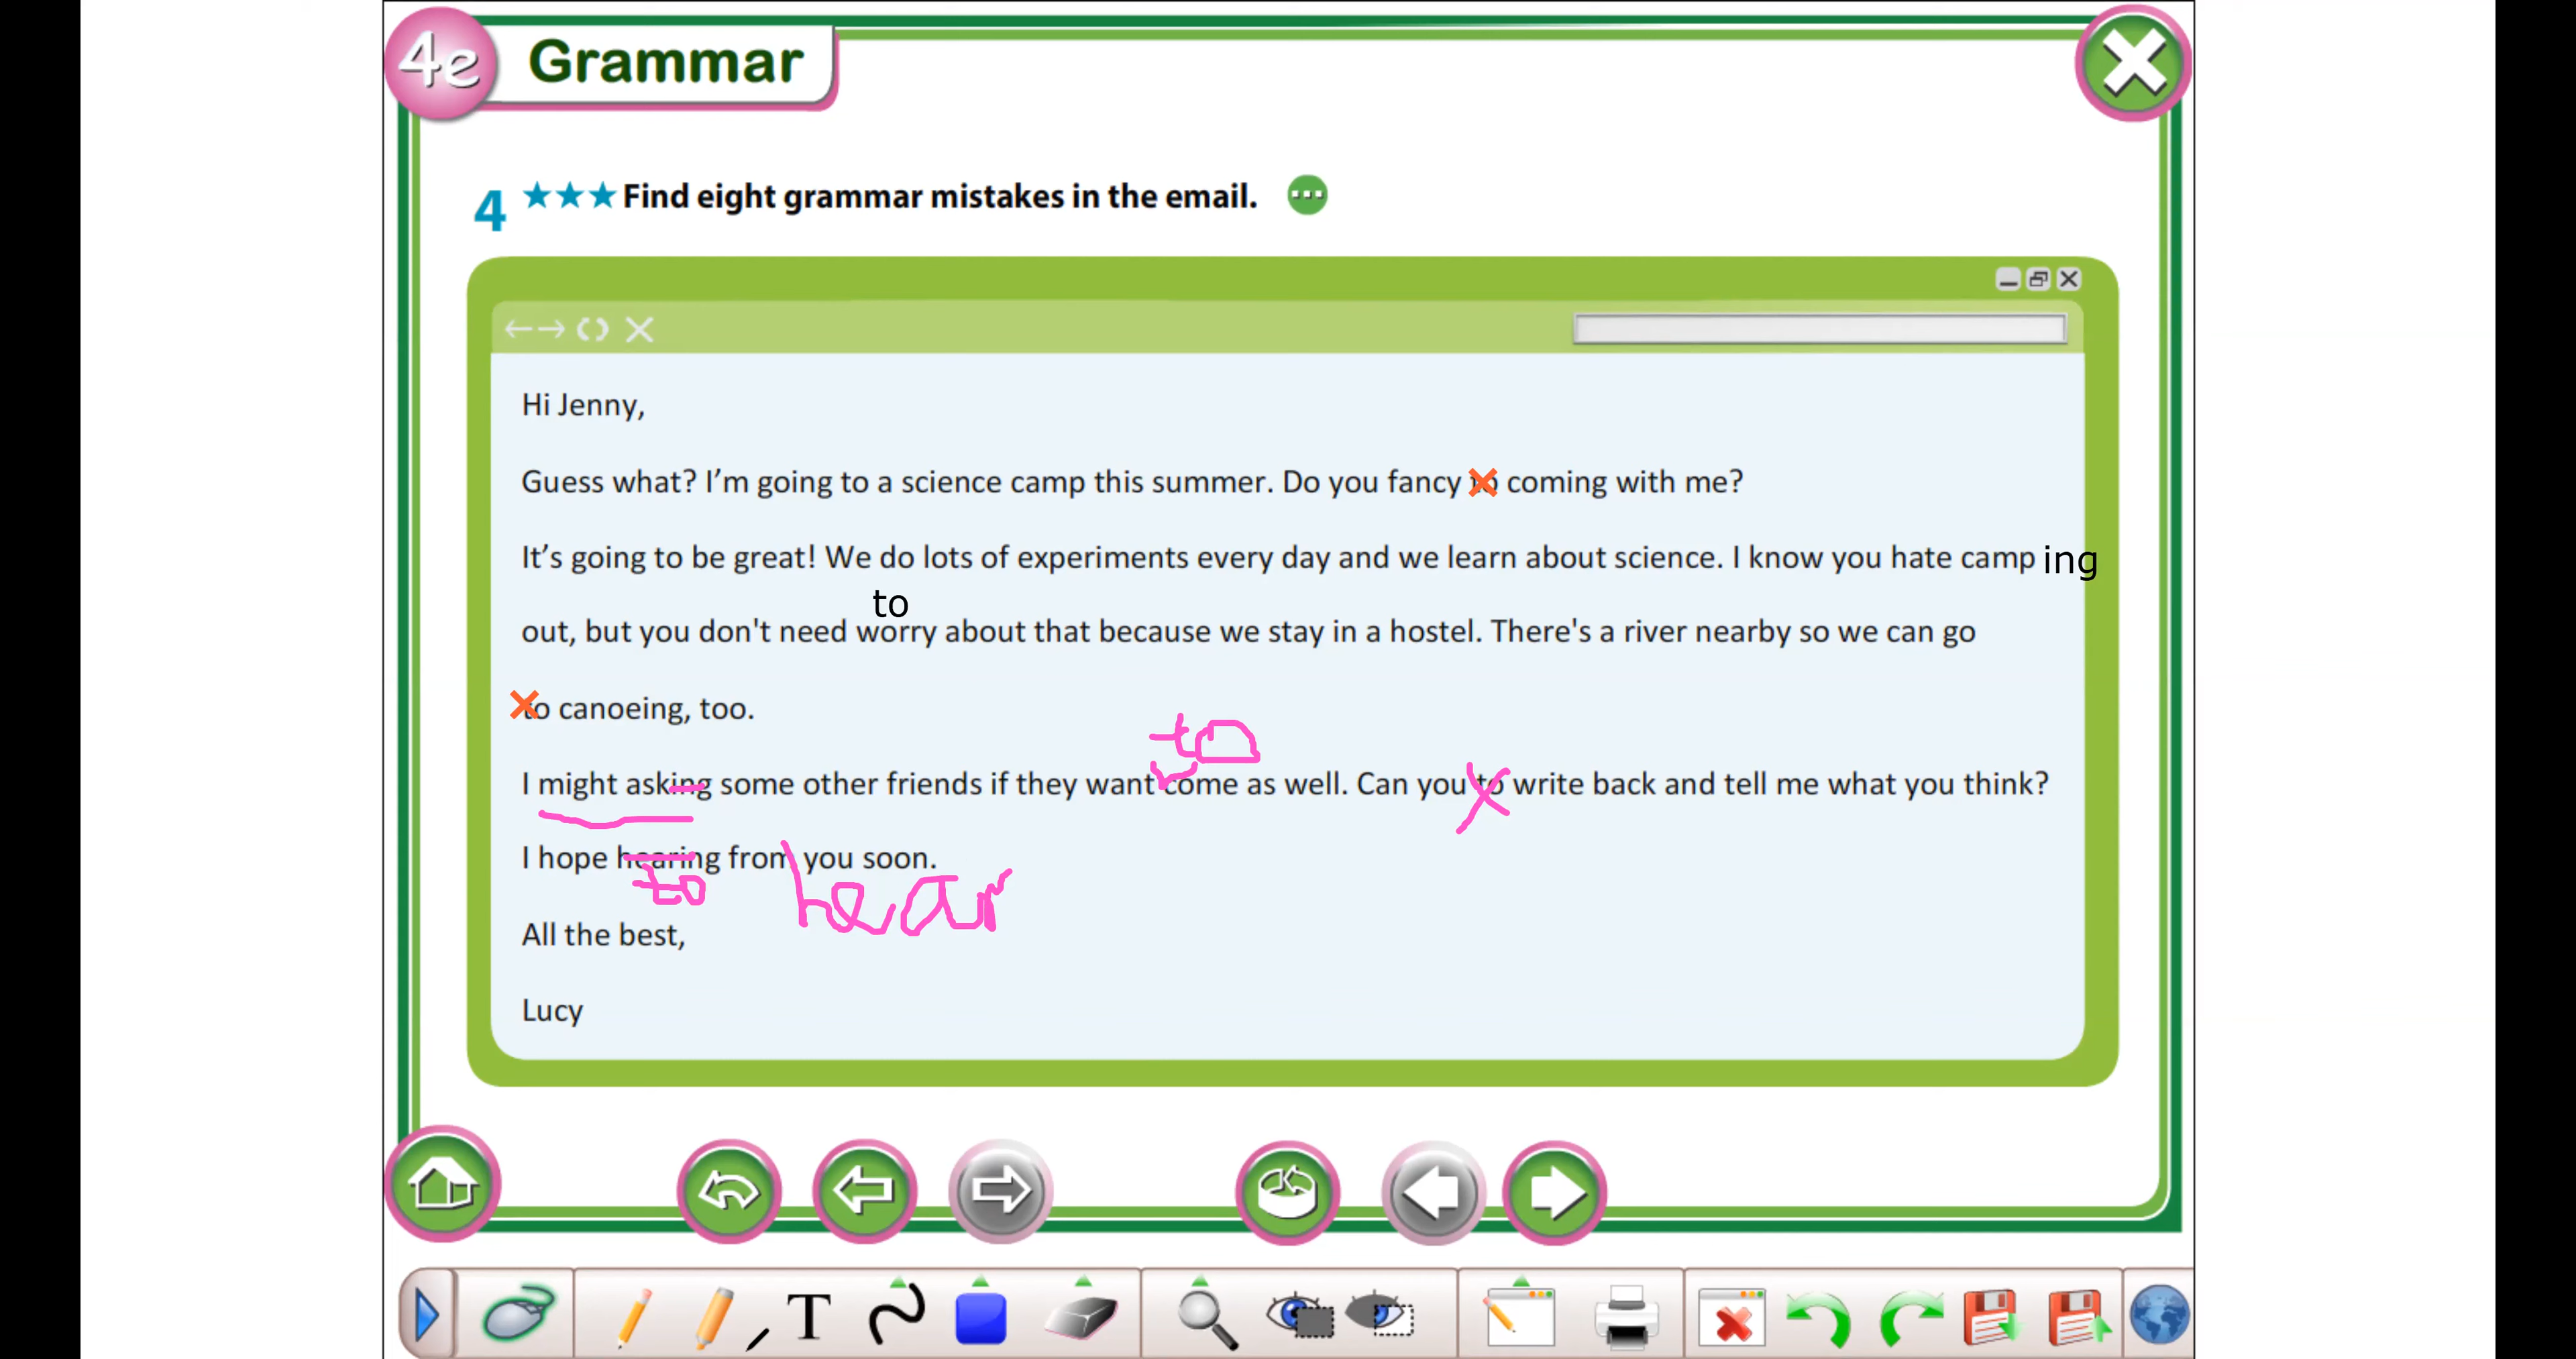 4e Grammar
4 ★★★ Find eight grammar mistakes in the email.
Hi Jenny,
Guess what? I’m going to a science camp this summer. Do you fancy to coming with me?
It’s going to be great! We do lots of experiments every day and we learn about science. I know you hate camp ing
to
out, but you don't need worry about that because we stay in a hostel. There's a river nearby so we can go
to canoeing, too.
to
I might asking some other friends if they want come as well. Can you to write back and tell me what you think?
I hope hearing from you soon.
to hear
All the best,
Lucy
T